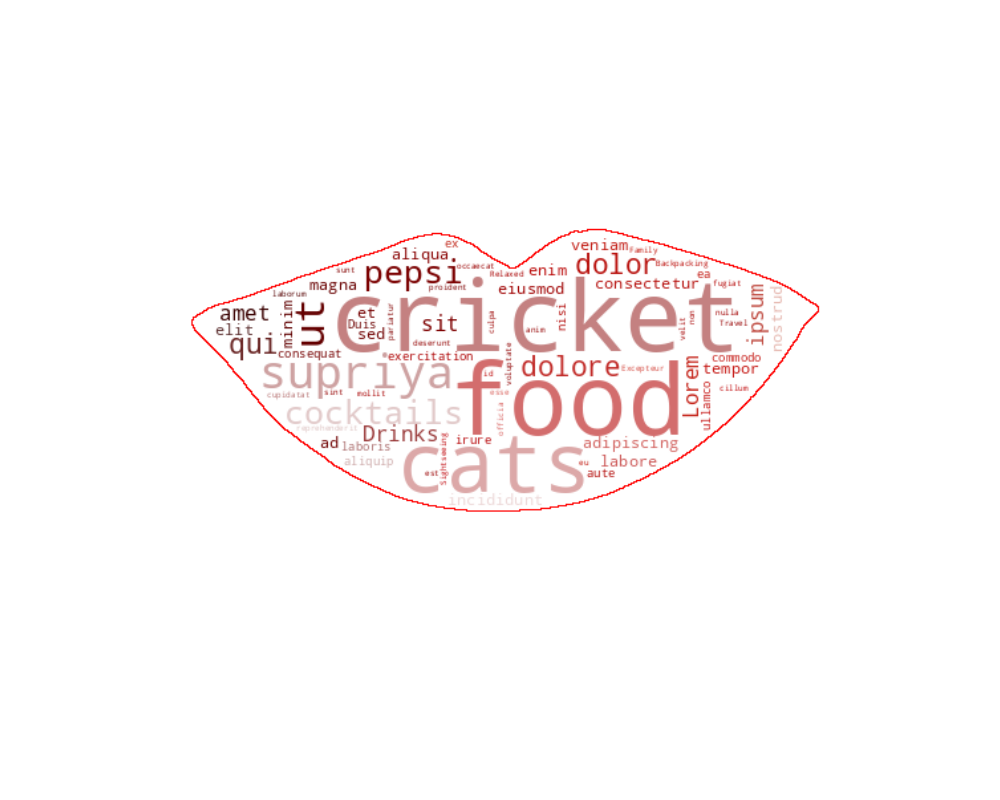 ex
veniam
Family
aliqua
occaecat
enim
dolor
Backpacking
sunt
pepsi
Relaxed
ea
magna
proident
eiusmod
consectetur
fugiat
laborum
cricket
ipsum
nostrud
amet
minim
ut
et
Duis
sed
pariatur
sit
culpa
anim
nisi
velit
non
nulla
Travel
elit
qui
deserunt
consequat
exercitation
voluptate
dolore
Excepteur
Lorem
commodo
tempor
supriya
id
food
cupidatat
sint
mollit
esse
ullamco
cillum
cocktails
officia
reprehenderit
Drinks
irure
adipiscing
ad
laboris
Sightseeing
cats
aliquip
eu
labore
est
aute
incididunt